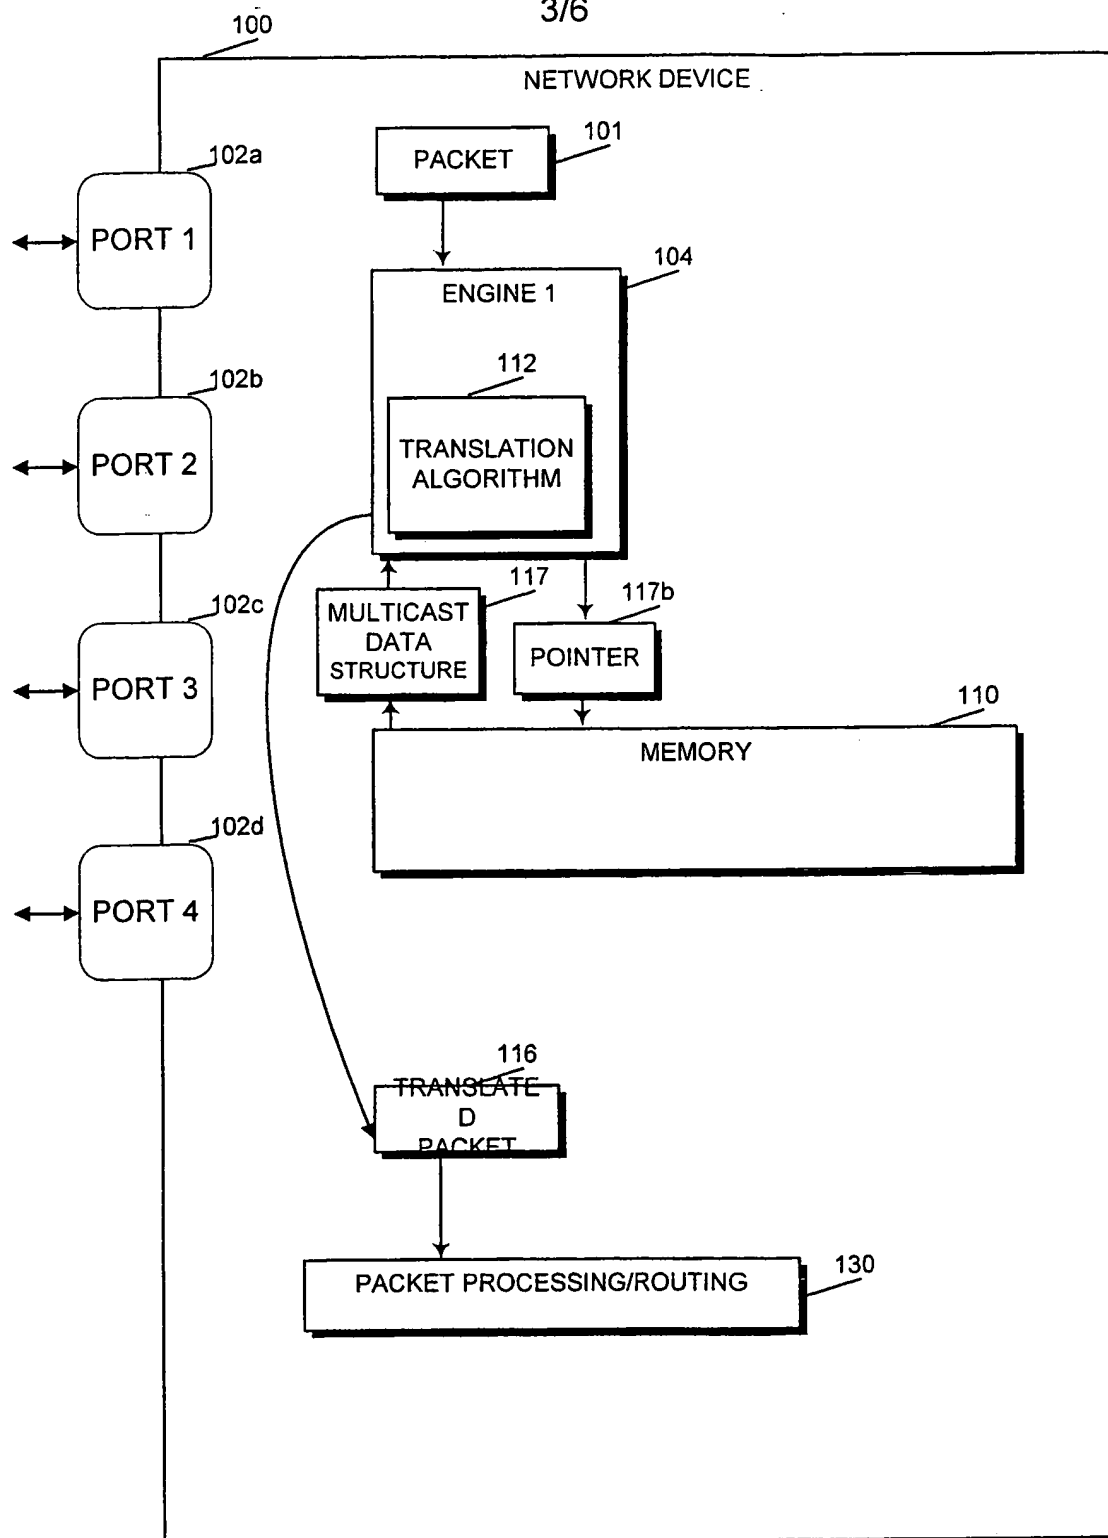 3/6
100
NETWORK DEVICE
101
PACKET
102a
PORT 1
104
ENGINE 1
112
TRANSLATION
ALGORITHM
102b
PORT 2
117
MULTICAST
DATA
STRUCTURE
117b
POINTER
102c
PORT 3
110
MEMORY
102d
PORT 4
116
TRANSLATE
D
PACKET
PACKET PROCESSING/ROUTING
130